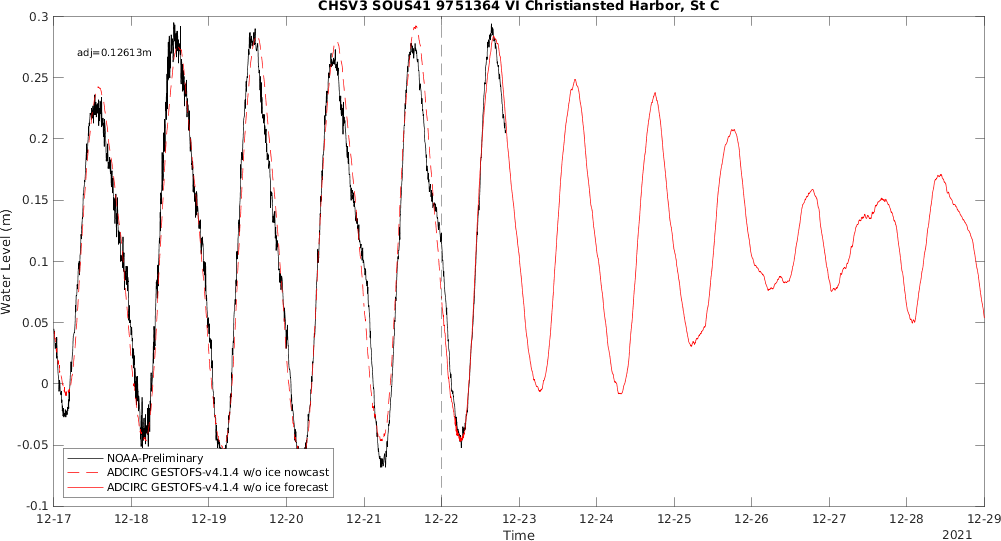 CHSV3 SOUS41 9751364 VI Christiansted Harbor, St C
adj=0.12613m
0.3
0.25
0.2
0.15
0.1
0.05
0
-0.05
-0.1
Water Level (m)
NOAA-Preliminary
ADCIRC GESTOFS-v4.1.4 w/o ice nowcast
ADCIRC GESTOFS-v4.1.4 w/o ice forecast
12-17 12-18 12-19 12-20 12-21 12-22 12-23 12-24 12-25 12-26 12-27 12-28 12-29
Time
2021